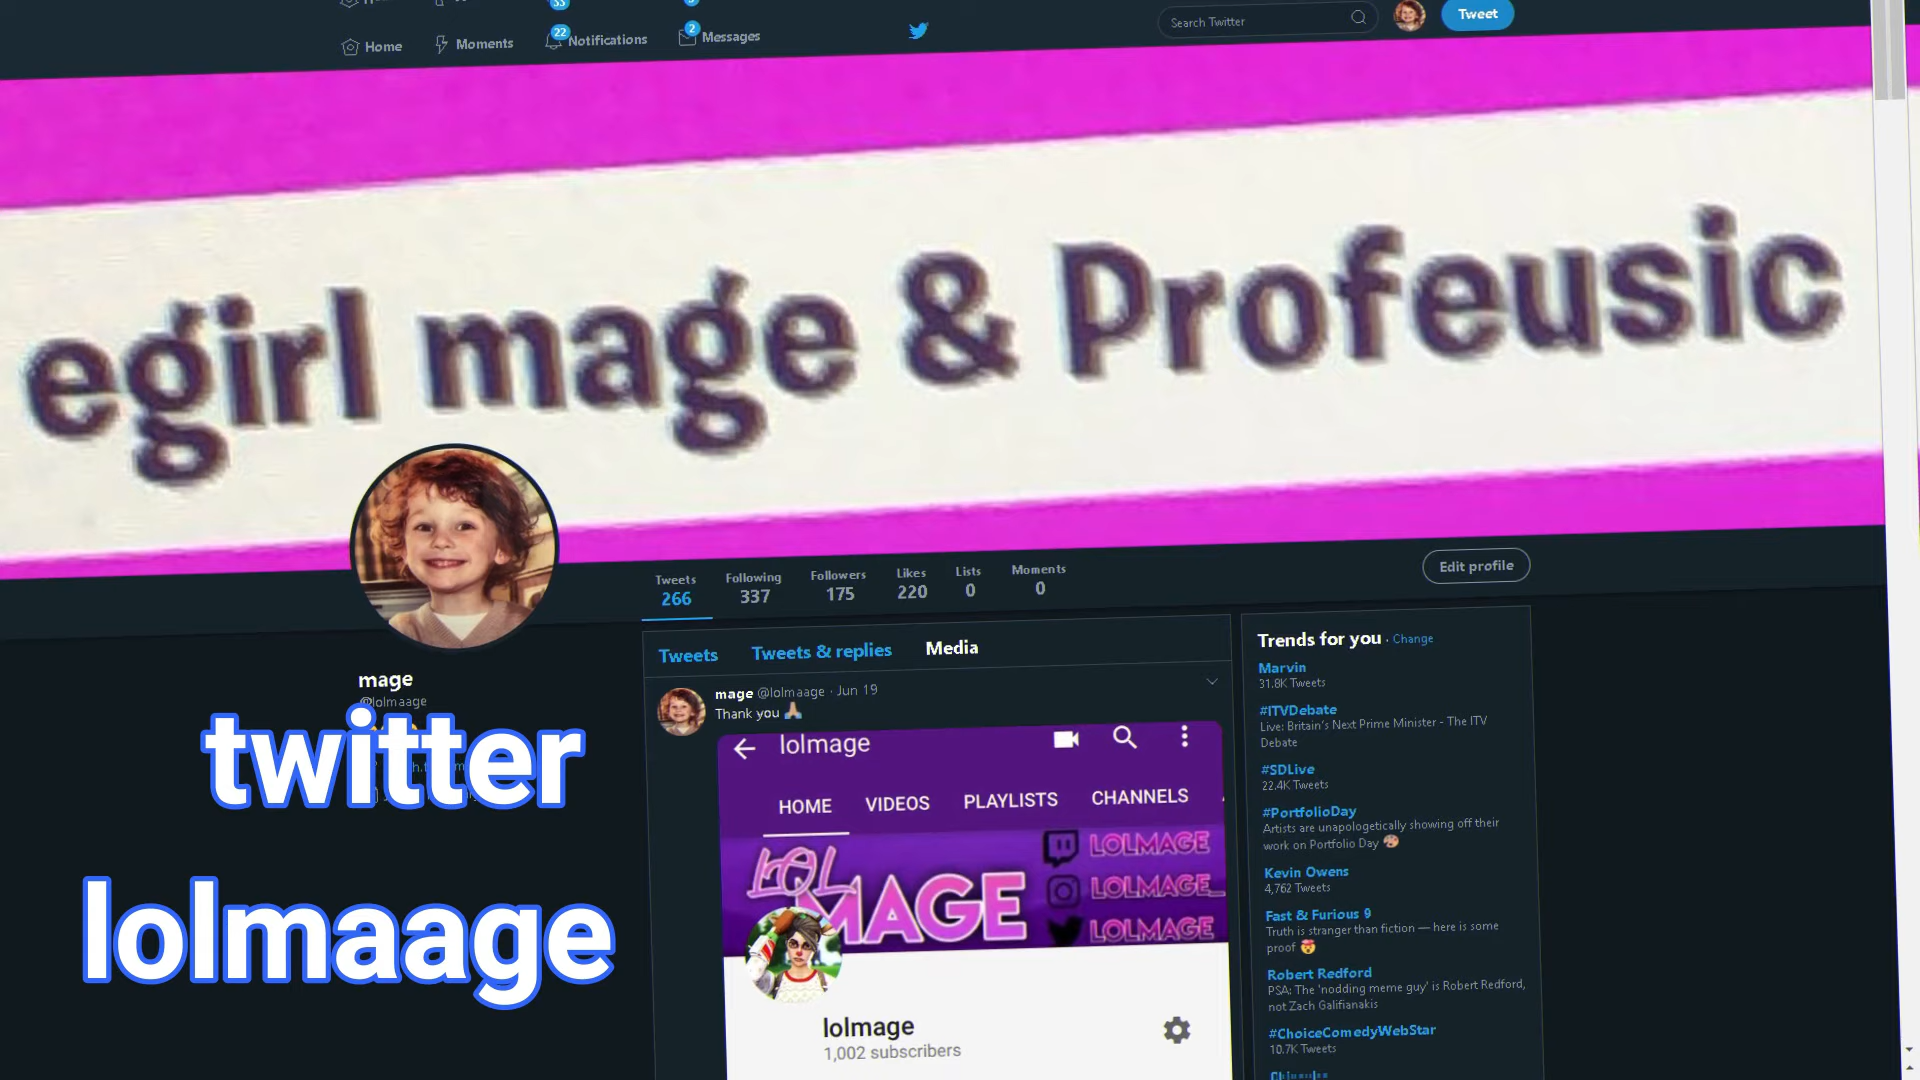 33
Home
Moments
22
Notifications
2
Messages
Search Twitter
Tweet
egirl mage & Profeusic
Tweets
266
Following
337
Followers
175
Likes
220
Lists
0
Moments
0
Edit profile
mage
@lolmaage
twitter
lolmaage
Tweets
Tweets & replies
Media
mage @lolmaage · Jun 19
Thank you 🙏🏽
lolmage
HOME
VIDEOS
PLAYLISTS
CHANNELS
LOL
MAGE
LOLMAGE
LOLMAGE_
LOLMAGE
lolmage
1,002 subscribers
Trends for you · Change
Marvin
31.8K Tweets
#ITVDebate
Live: Britain's Next Prime Minister - The ITV
Debate
#SDLive
22.4K Tweets
#PortfolioDay
Artists are unapologetically showing off their
work on Portfolio Day 🎨
Kevin Owens
4,762 Tweets
Fast & Furious 9
Truth is stranger than fiction — here is some
proof 🤯
Robert Redford
PSA: The 'nodding meme guy' is Robert Redford,
not Zach Galifianakis
#ChoiceComedyWebStar
10.7K Tweets